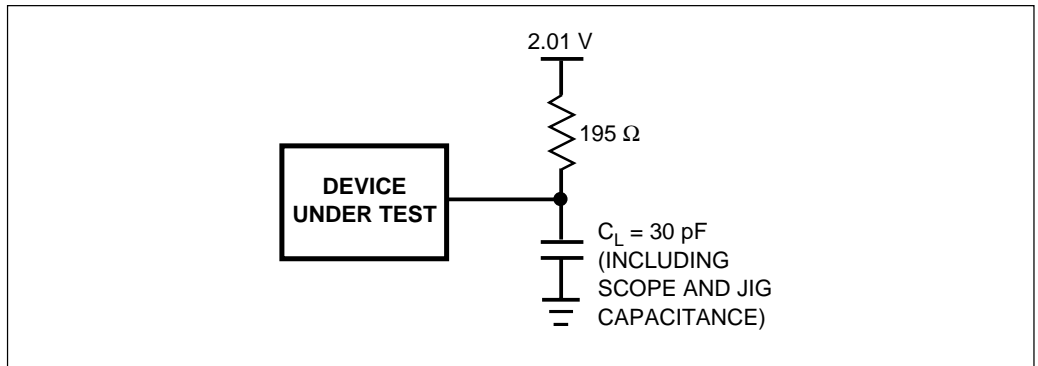 2.01 V
195 Ω
DEVICE
UNDER TEST
C_L = 30 pF
(INCLUDING
SCOPE AND JIG
CAPACITANCE)